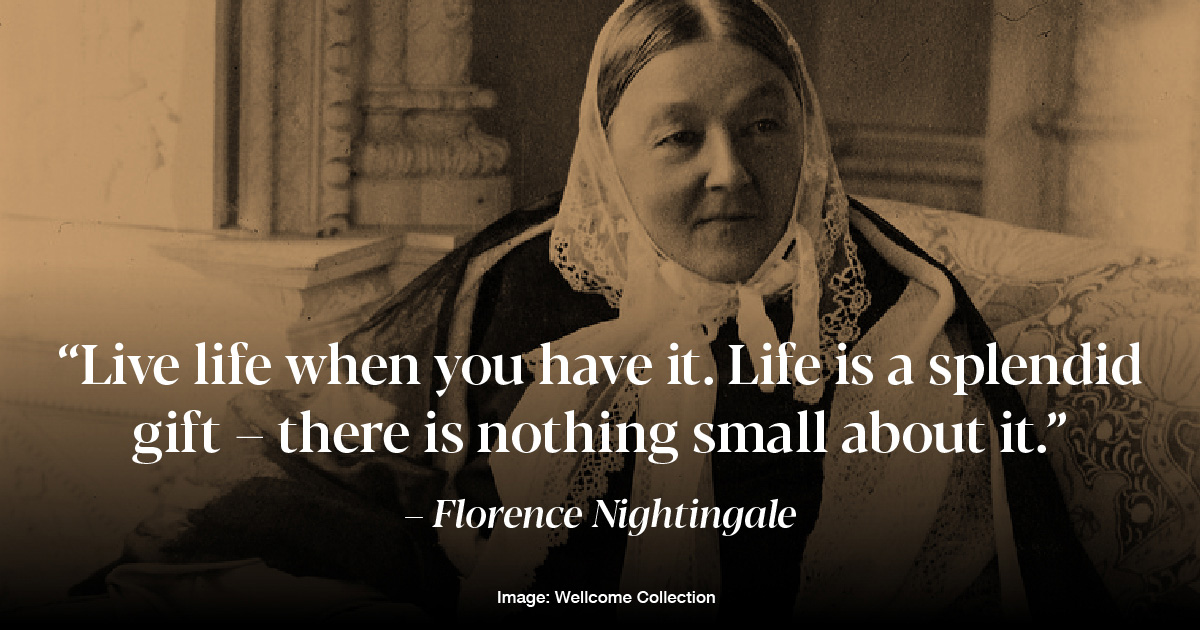 “Live life when you have it. Life is a splendid
gift – there is nothing small about it.”
– Florence Nightingale
Image: Wellcome Collection